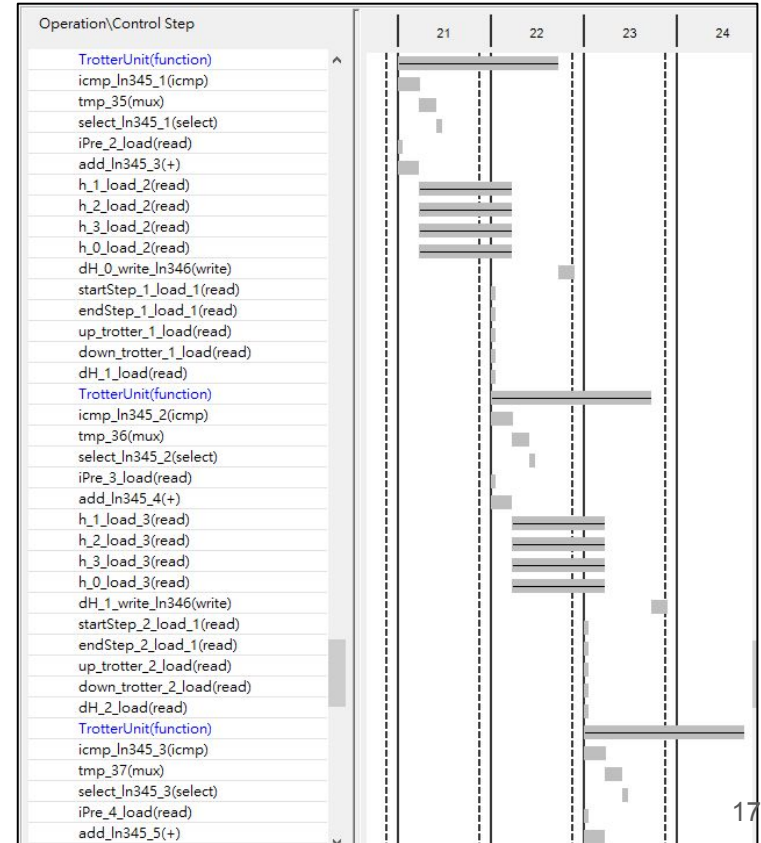 Operation\Control Step
21 22 23 24
TrotterUnit(function)
icmp_ln345_1(icmp)
tmp_35(mux)
select_ln345_1(select)
iPre_2_load(read)
add_ln345_3(+)
h_1_load_2(read)
h_2_load_2(read)
h_3_load_2(read)
h_0_load_2(read)
dH_0_write_ln346(write)
startStep_1_load_1(read)
endStep_1_load_1(read)
up_trotter_1_load(read)
down_trotter_1_load(read)
dH_1_load(read)
TrotterUnit(function)
icmp_ln345_2(icmp)
tmp_36(mux)
select_ln345_2(select)
iPre_3_load(read)
add_ln345_4(+)
h_1_load_3(read)
h_2_load_3(read)
h_3_load_3(read)
h_0_load_3(read)
dH_1_write_ln346(write)
startStep_2_load_1(read)
endStep_2_load_1(read)
up_trotter_2_load(read)
down_trotter_2_load(read)
dH_2_load(read)
TrotterUnit(function)
icmp_ln345_3(icmp)
tmp_37(mux)
select_ln345_3(select)
iPre_4_load(read)
add_ln345_5(+)
17